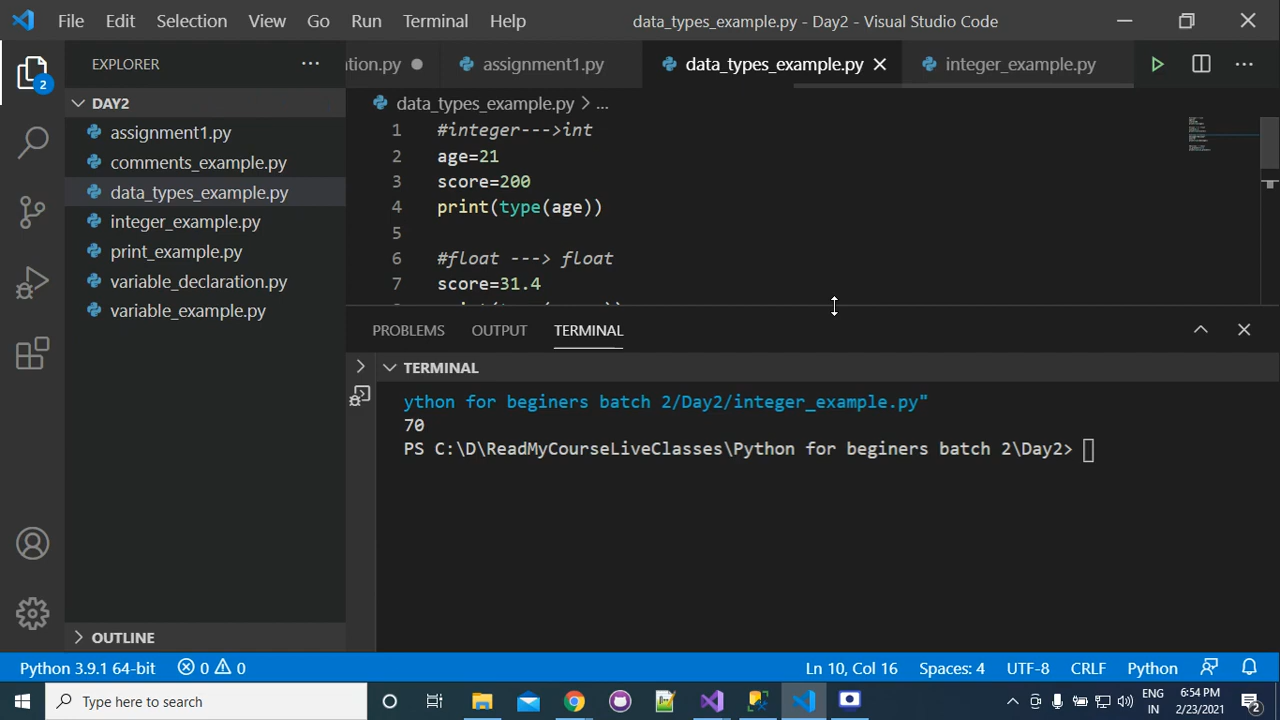 File Edit Selection View Go Run Terminal Help data_types_example.py - Day2 - Visual Studio Code
EXPLORER
tion.py assignment1.py data_types_example.py integer_example.py
DAY2
data_types_example.py > ...
assignment1.py
comments_example.py
data_types_example.py
integer_example.py
print_example.py
variable_declaration.py
variable_example.py
2
1 #integer--->int
2 age=21
3 score=200
4 print(type(age))
5
6 #float ---> float
7 score=31.4
PROBLEMS OUTPUT TERMINAL
TERMINAL
ython for beginers batch 2/Day2/integer_example.py"
70
PS C:\D\ReadMyCourseLiveClasses\Python for beginers batch 2\Day2>
OUTLINE
Python 3.9.1 64-bit 0 0 Ln 10, Col 16 Spaces: 4 UTF-8 CRLF Python
Type here to search
ENG
IN
6:54 PM
2/23/2021
2